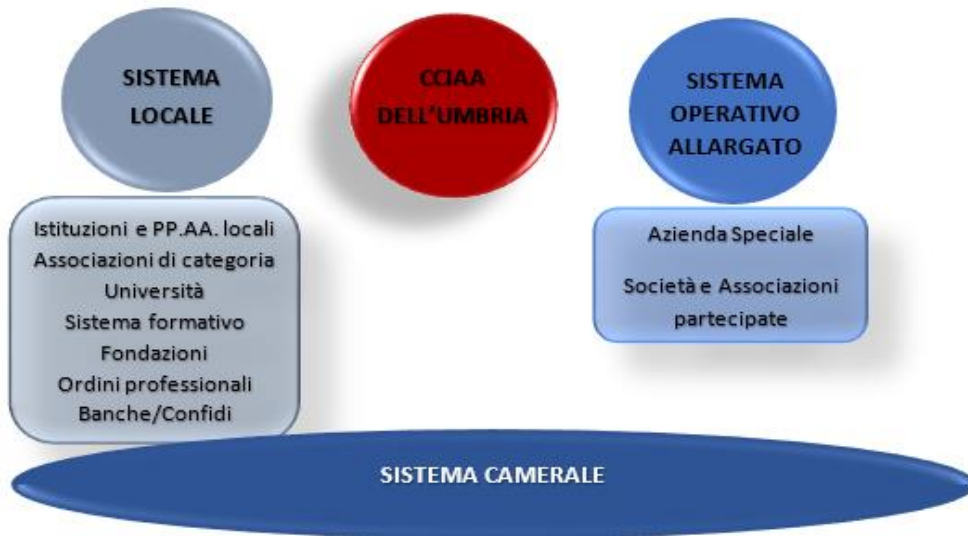 SISTEMA
LOCALE
CCIAA
DELL'UMBRIA
SISTEMA
OPERATIVO
ALLARGATO
Istituzioni e PP.AA. locali
Associazioni di categoria
Università
Sistema formativo
Fondazioni
Ordini professionali
Banche/Confidi
Azienda Speciale
Società e Associazioni
partecipate
SISTEMA CAMERALE